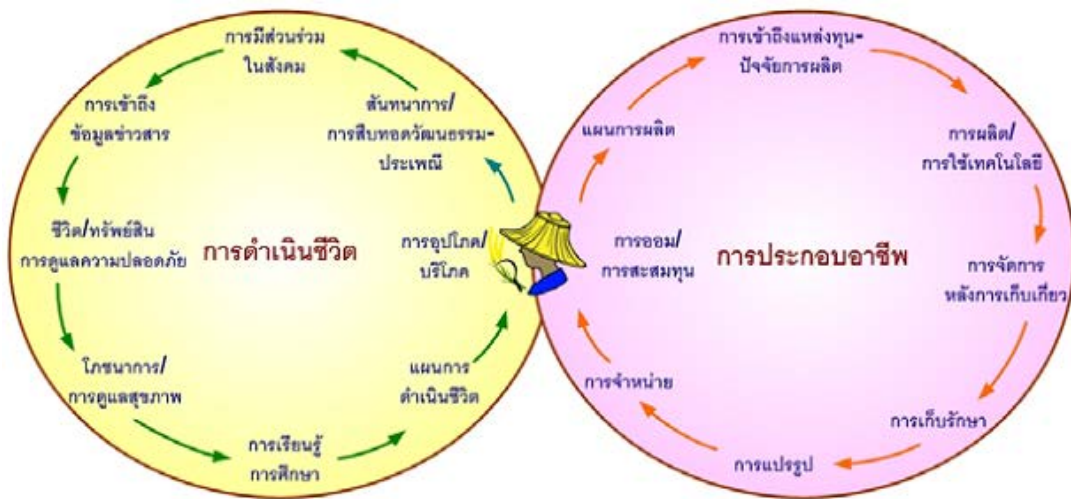 การมีส่วนร่วม
ในสังคม
การเข้าถึง
ข้อมูลข่าวสาร
สันทนาการ/
การสืบทอดวัฒนธรรม-
ประเพณี
ชีวิต/ทรัพย์สิน
การดูแลความปลอดภัย
การดำเนินชีวิต
การอุปโภค/
บริโภค
โภชนาการ/
การดูแลสุขภาพ
แผนการ
ดำเนินชีวิต
การเรียนรู้
การศึกษา
การเข้าถึงแหล่งทุน-
ปัจจัยการผลิต
แผนการผลิต
การผลิต/
การใช้เทคโนโลยี
การออม/
การสะสมทุน
การประกอบอาชีพ
การจัดการ
หลังการเก็บเกี่ยว
การจำหน่าย
การเก็บรักษา
การแปรรูป